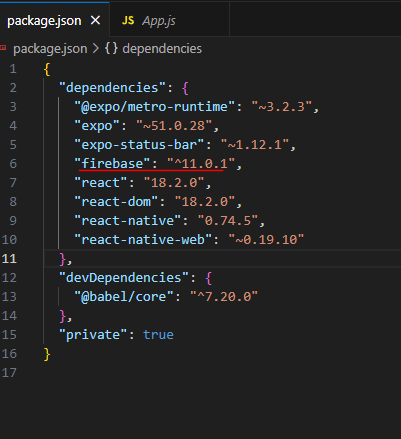 package.json X JS App.js
package.json > {} dependencies
1 {
2 "dependencies": {
3 "@expo/metro-runtime": "~3.2.3",
4 "expo": "~51.0.28",
5 "expo-status-bar": "~1.12.1",
6 "firebase": "^11.0.1",
7 "react": "18.2.0",
8 "react-dom": "18.2.0",
9 "react-native": "0.74.5",
10 "react-native-web": "~0.19.10"
11 },
12 "devDependencies": {
13 "@babel/core": "^7.20.0"
14 },
15 "private": true
16 }
17